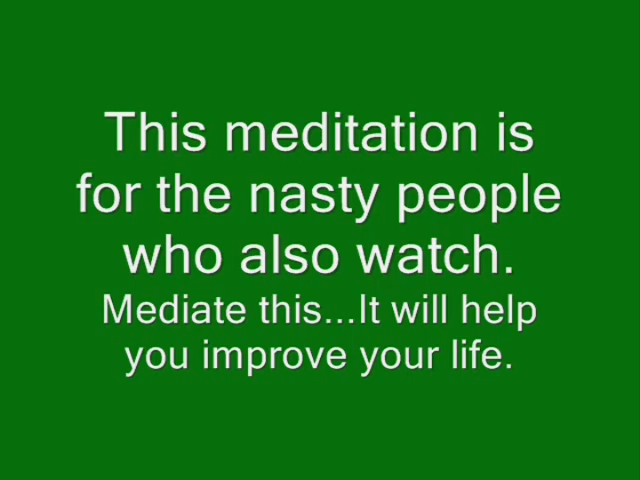 This meditation is
for the nasty people
who also watch.
Mediate this...It will help
you improve your life.